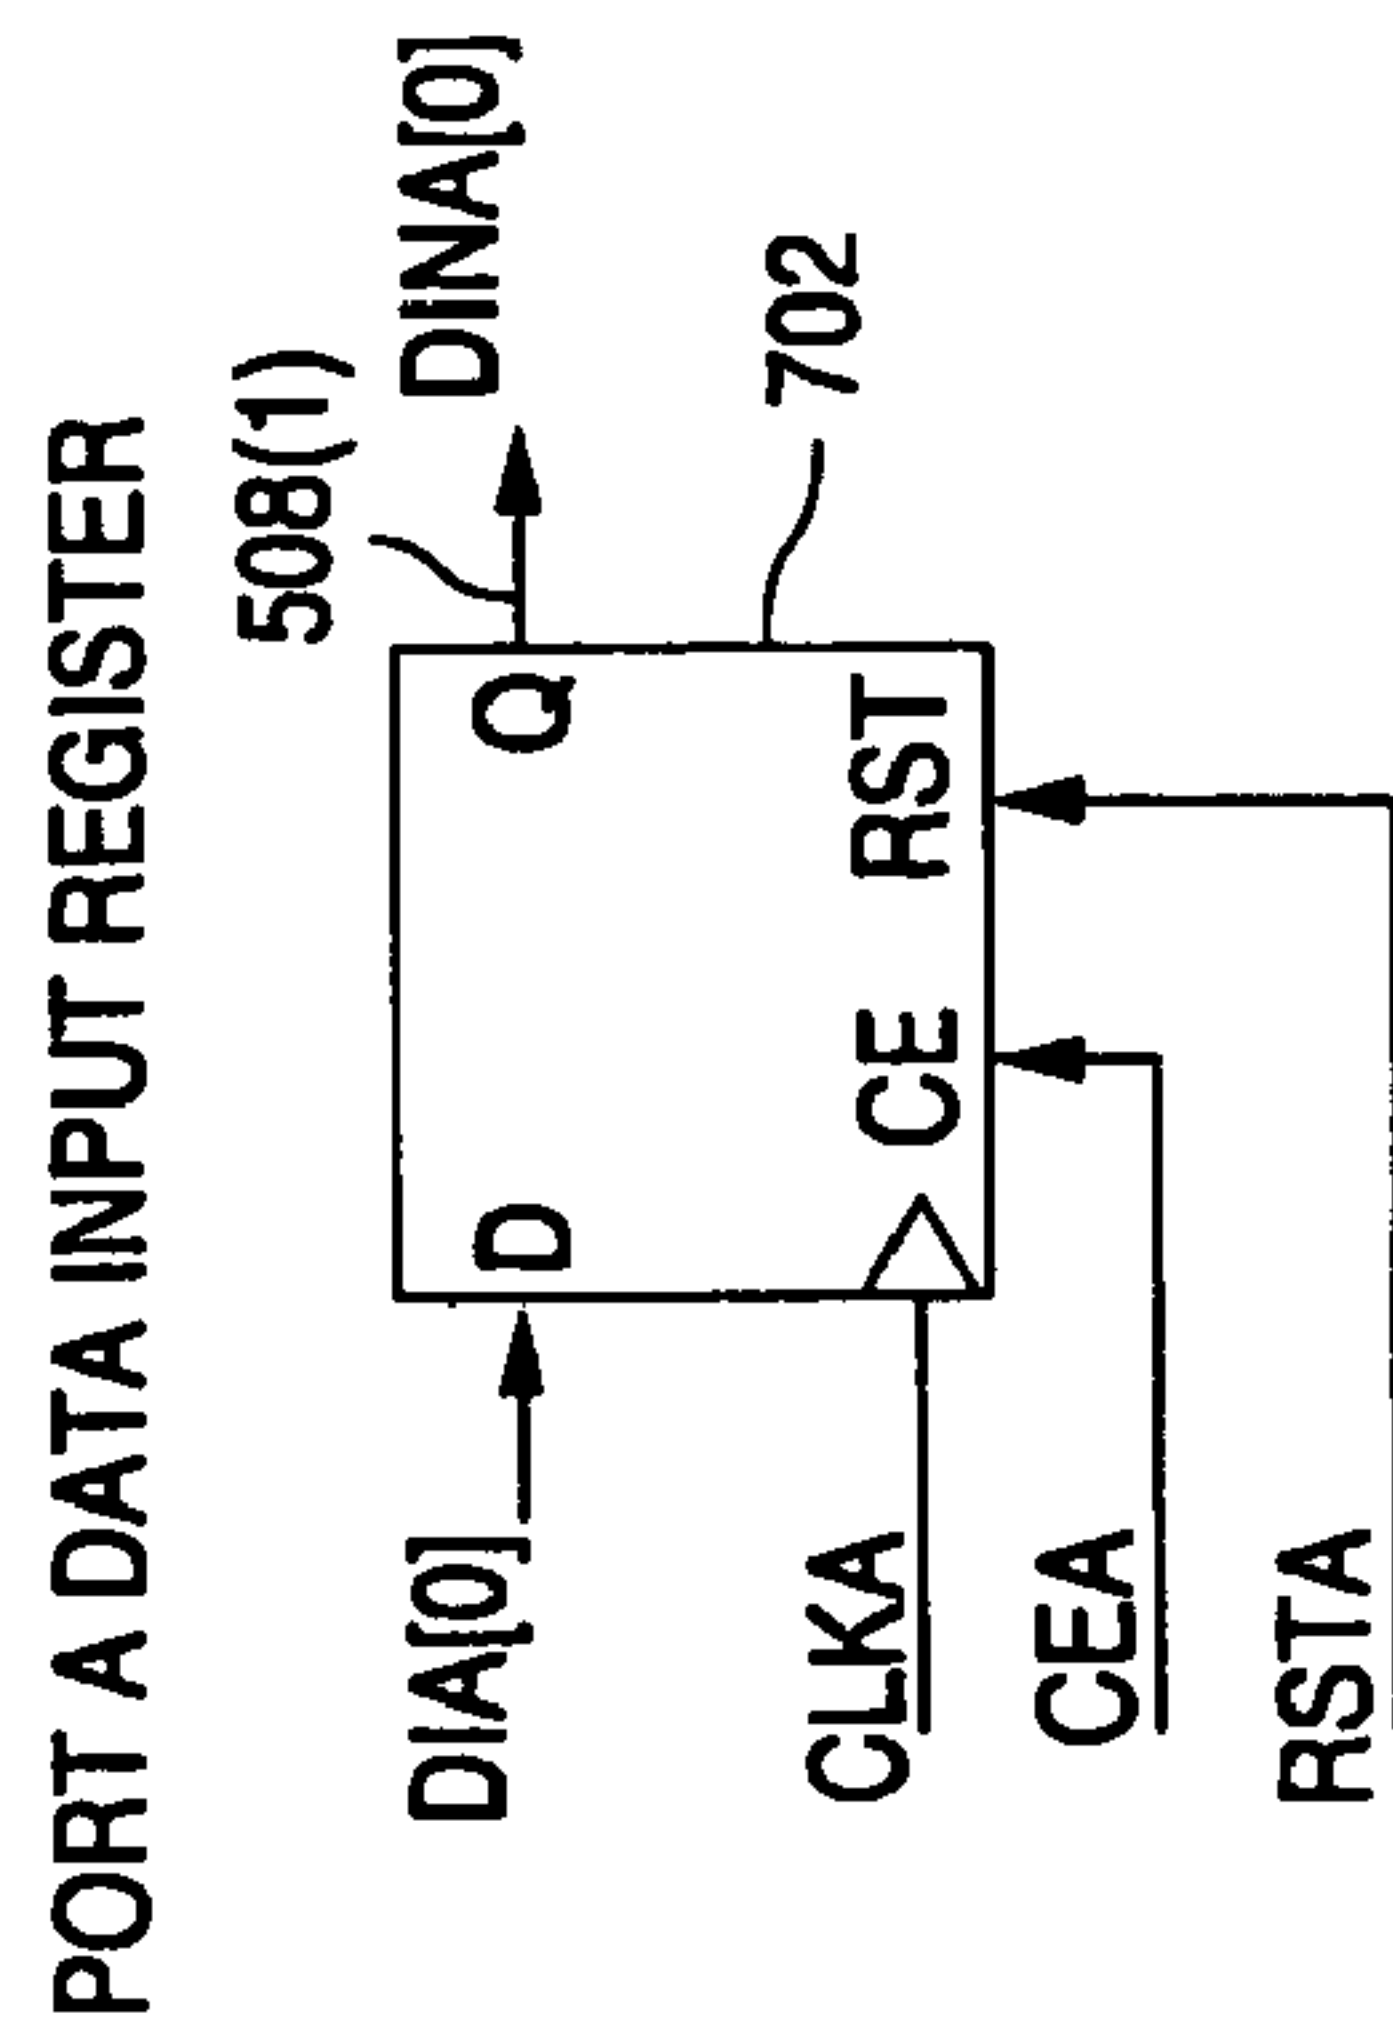 PORT A DATA INPUT REGISTER
508(1)
DIA[0]
D
Q
DINA[0]
702
CLKA
CE
RST
CEA
RSTA